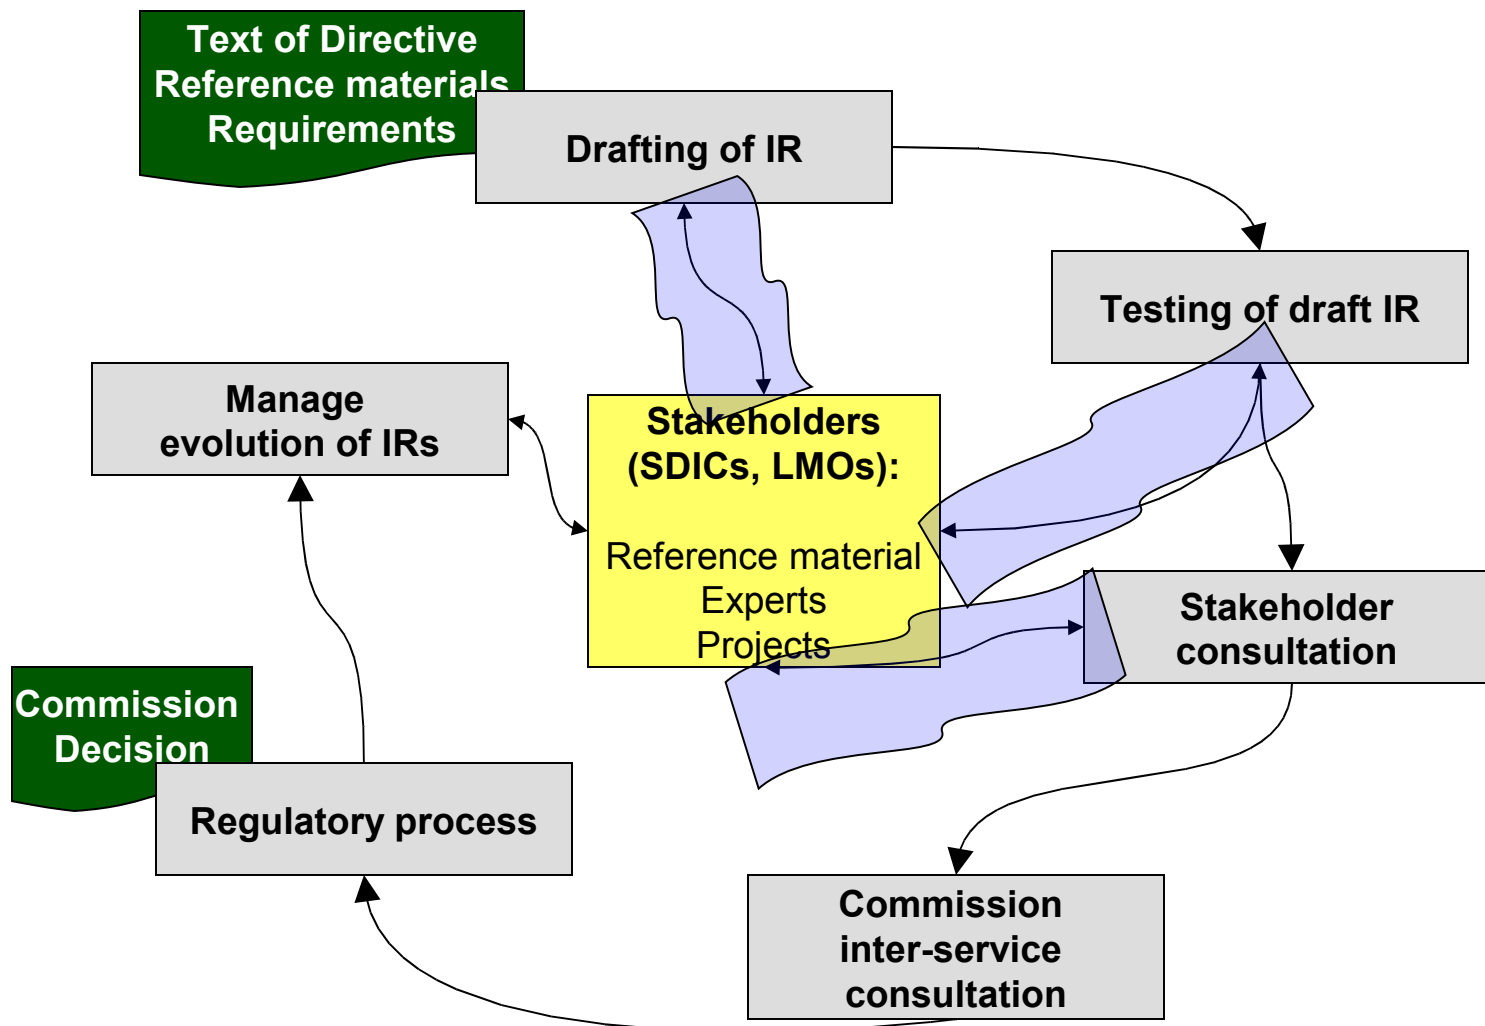 Text of Directive
Reference materials
Requirements
Drafting of IR
Testing of draft IR
Manage
evolution of IRs
Stakeholders
(SDICs, LMOs):
Reference material
Experts
Projects
Stakeholder
consultation
Commission
Decision
Regulatory process
Commission
inter-service
consultation